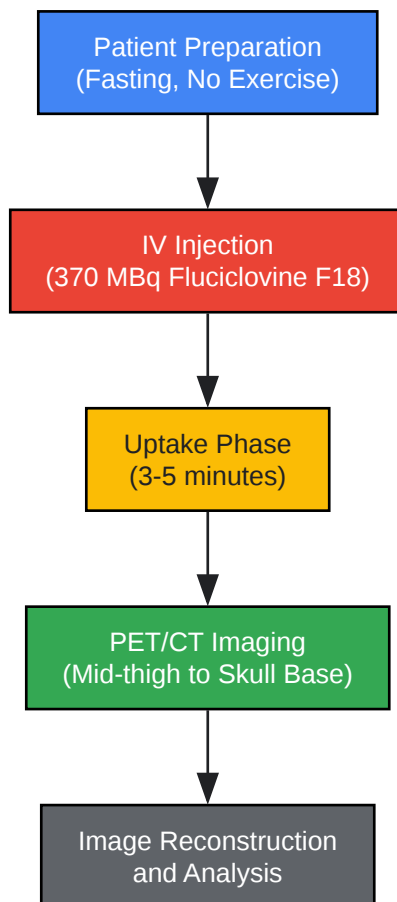 Patient Preparation
(Fasting, No Exercise)
IV Injection
(370 MBq Fluciclovine F18)
Uptake Phase
(3-5 minutes)
PET/CT Imaging
(Mid-thigh to Skull Base)
Image Reconstruction
and Analysis